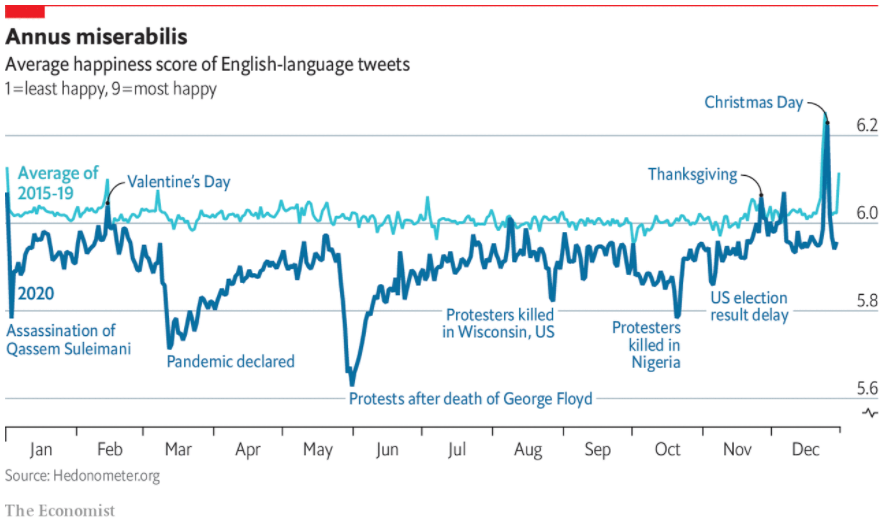 Annus miserabilis
Average happiness score of English-language tweets
1=least happy, 9=most happy
Christmas Day
6.2
Average of
2015-19
Valentine's Day
Thanksgiving
6.0
2020
Assassination of
Qassem Suleimani
Pandemic declared
Protests after death of George Floyd
Protesters killed
in Wisconsin, US
Protesters
killed in
Nigeria
US election
result delay
5.8
5.6
Jan
Feb
Mar
Apr
May
Jun
Jul
Aug
Sep
Oct
Nov
Dec
Source: Hedonometer.org
The Economist